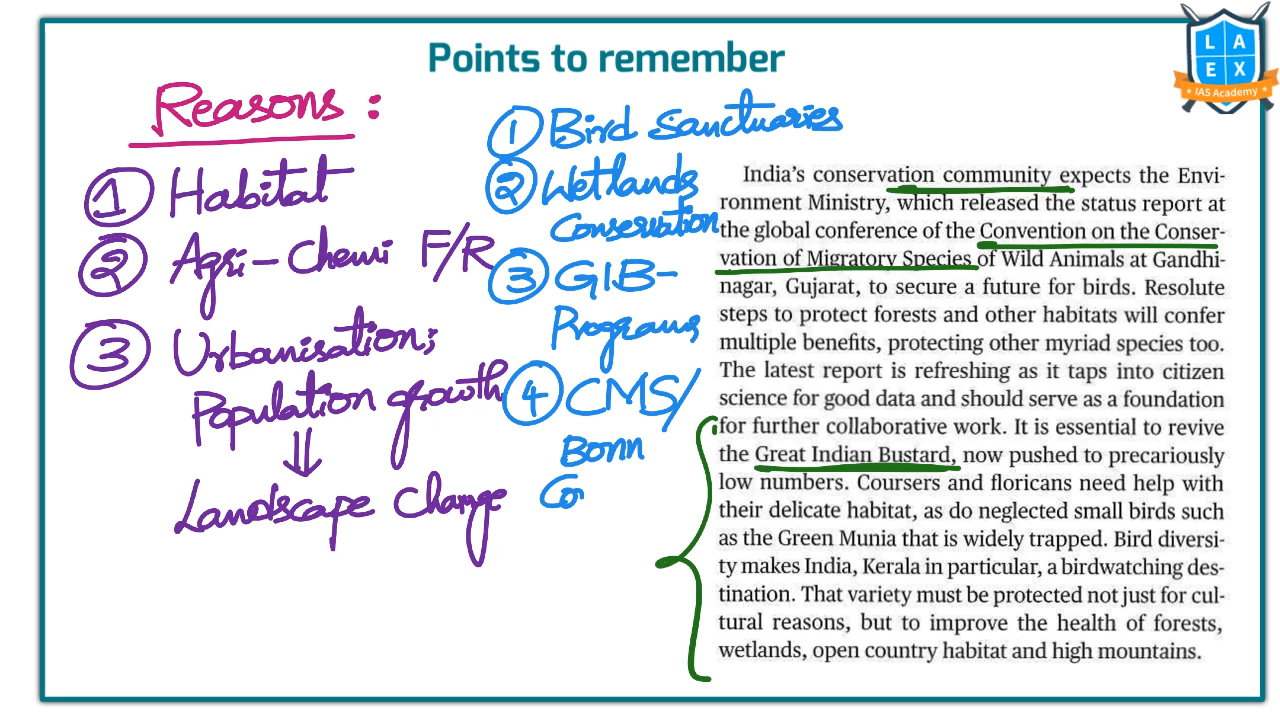 Points to remember
L A
E X
IAS Academy
Reasons :
1 Habitat
2 Agri-Chemi F/R
3 Urbanisation;
Population growth
⇓
Landscape Change
1 Bird Sanctuaries
2 Wetlands
Conservation
3 GIB-
Programs
4 CMS/
Bonn
Co
India's conservation community expects the Envi-
ronment Ministry, which released the status report at
the global conference of the Convention on the Conser-
vation of Migratory Species of Wild Animals at Gandhi-
nagar, Gujarat, to secure a future for birds. Resolute
steps to protect forests and other habitats will confer
multiple benefits, protecting other myriad species too.
The latest report is refreshing as it taps into citizen
science for good data and should serve as a foundation
for further collaborative work. It is essential to revive
the Great Indian Bustard, now pushed to precariously
low numbers. Coursers and floricans need help with
their delicate habitat, as do neglected small birds such
as the Green Munia that is widely trapped. Bird diversi-
ty makes India, Kerala in particular, a birdwatching des-
tination. That variety must be protected not just for cul-
tural reasons, but to improve the health of forests,
wetlands, open country habitat and high mountains.